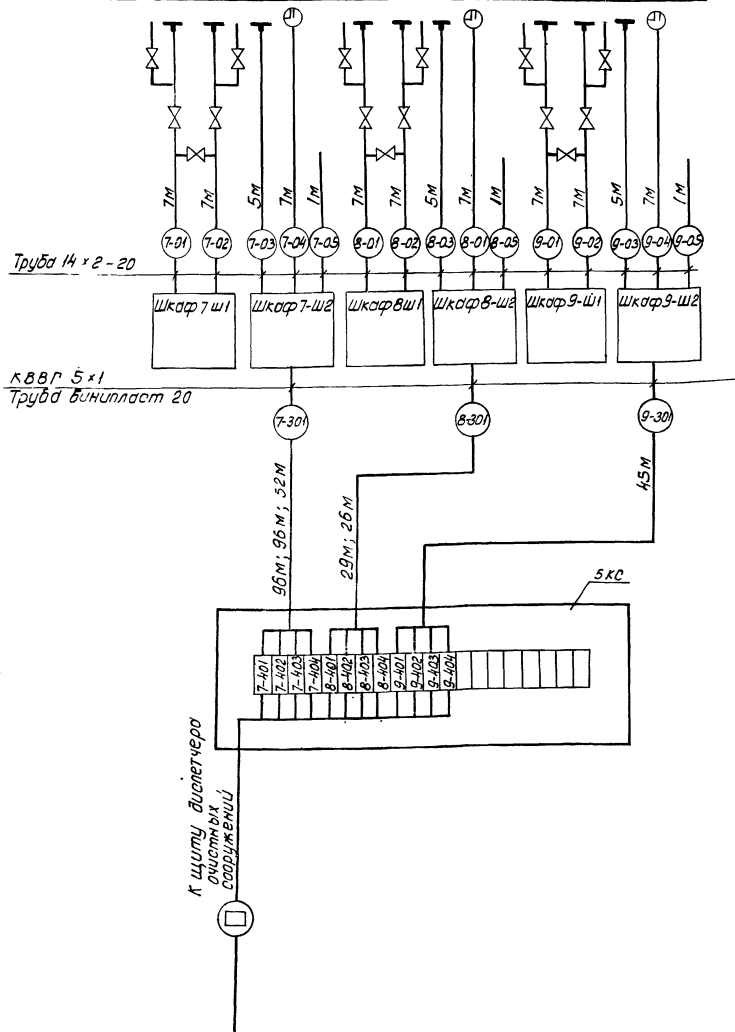 7м 7м 5м 7м 1м 7м 7м 5м 7м 1м 7м 7м 5м 7м 1м
7-01 7-02 7-03 7-04 7-05 8-01 8-02 8-03 8-01 8-05 9-01 9-02 9-03 9-04 9-05
Труба 14 × 2 - 20
Шкаф 7 Ш1 Шкаф 7-Ш2 Шкаф 8Ш1 Шкаф 8-Ш2 Шкаф 9-Ш1 Шкаф 9-Ш2
КВВГ 5 × 1
Труба винипласт 20
7-301 8-301 9-301
96м; 96м; 52м
29м; 26м
43м
5КС
7-401 7-402 7-403 7-404 8-401 8-402 8-403 8-404 9-401 9-402 9-403 9-404
К щиту диспетчера
очистных
сооружений